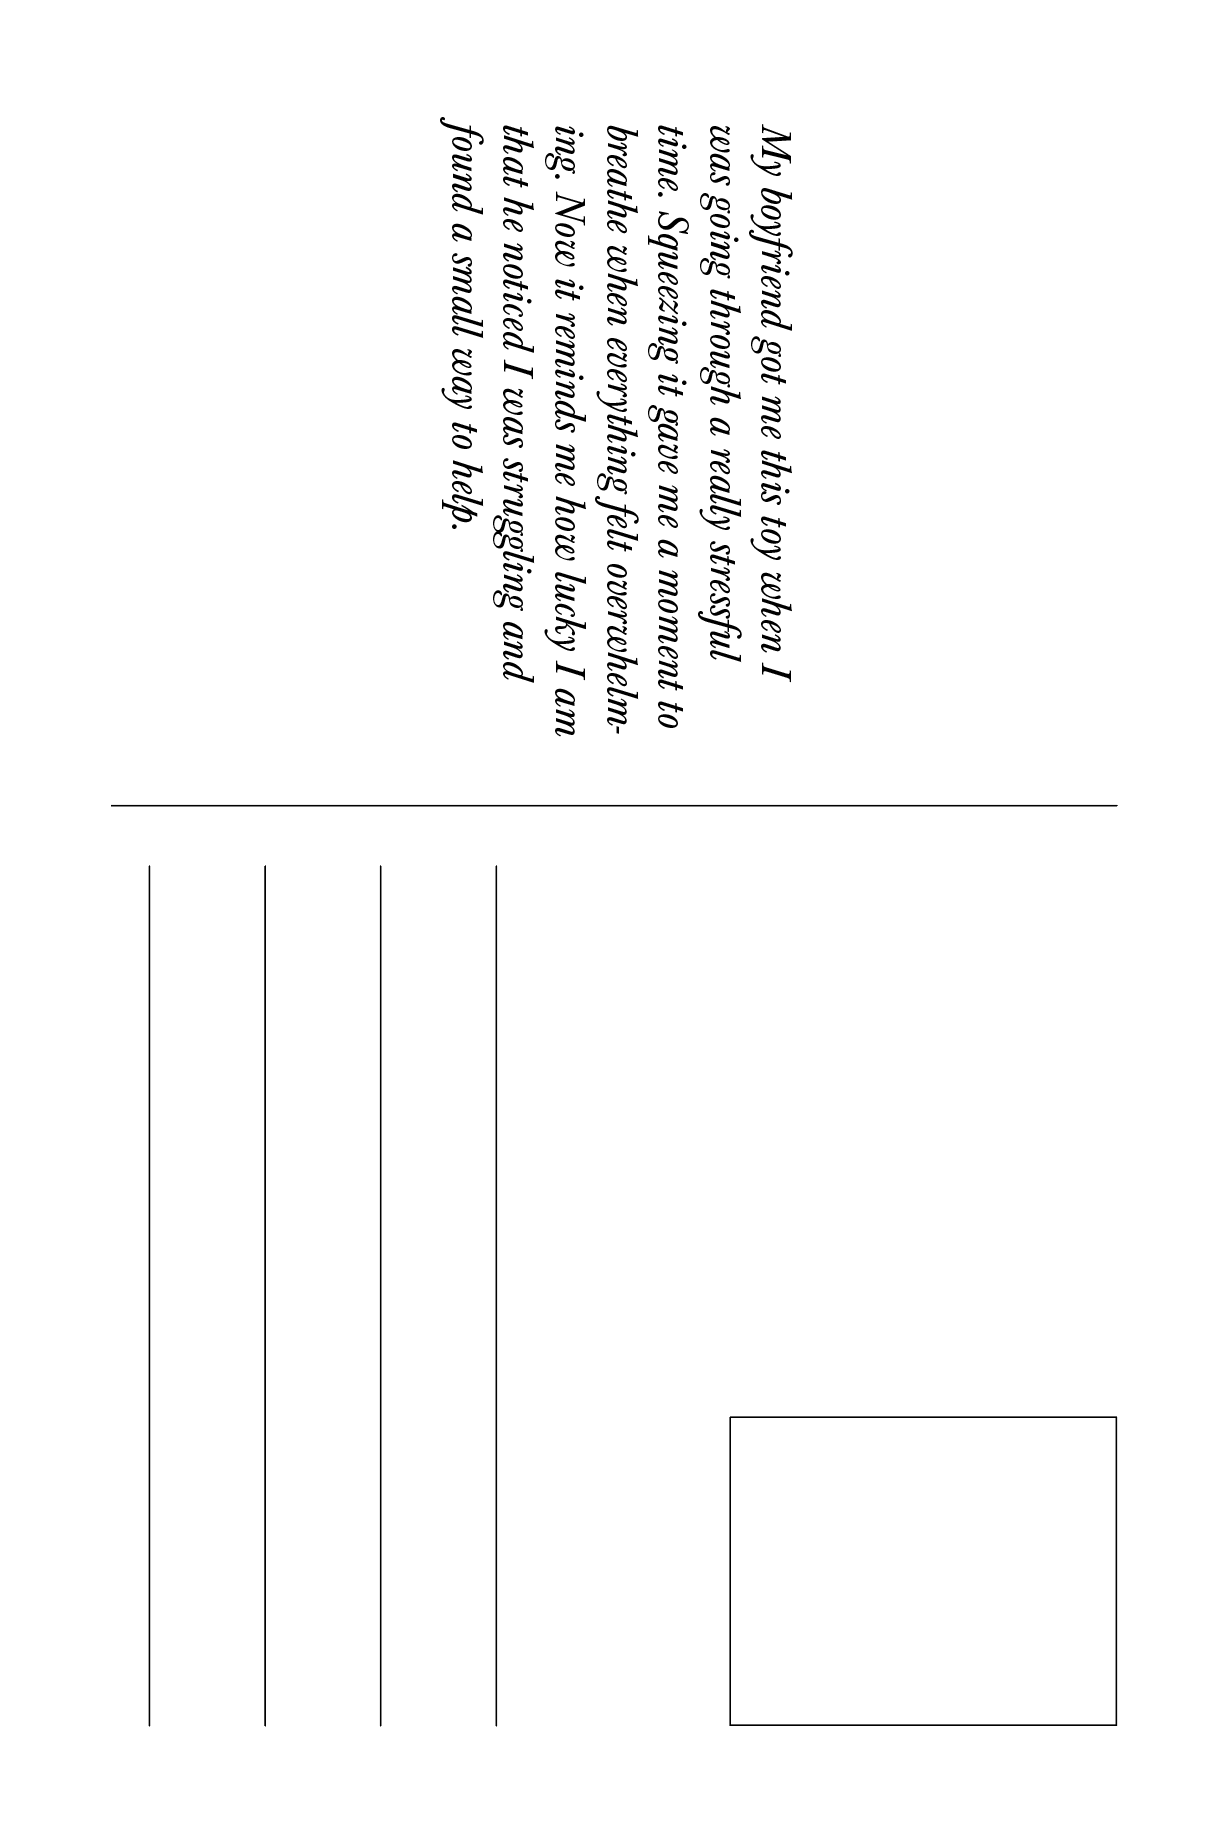 My boyfriend got me this toy when I
was going through a really stressful
time. Squeezing it gave me a moment to
breathe when everything felt overwhelm-
ing. Now it reminds me how lucky I am
that he noticed I was struggling and
found a small way to help.